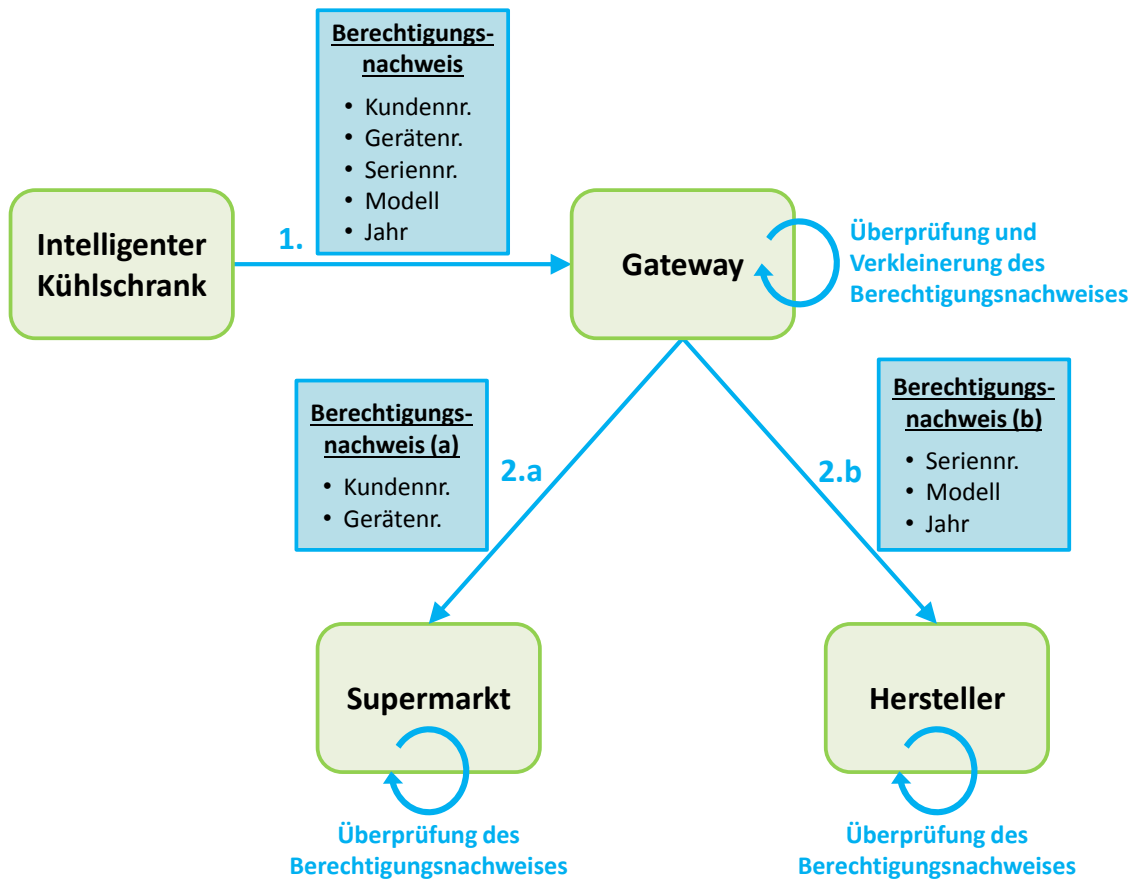 Berechtigungs-
nachweis
• Kundennr.
• Gerätenr.
• Seriennr.
• Modell
• Jahr
Intelligenter
Kühlschrank
1.
Gateway
Überprüfung und
Verkleinerung des
Berechtigungsnachweises
Berechtigungs-
nachweis (a)
• Kundennr.
• Gerätenr.
2.a
2.b
Berechtigungs-
nachweis (b)
• Seriennr.
• Modell
• Jahr
Supermarkt
Überprüfung des
Berechtigungsnachweises
Hersteller
Überprüfung des
Berechtigungsnachweises